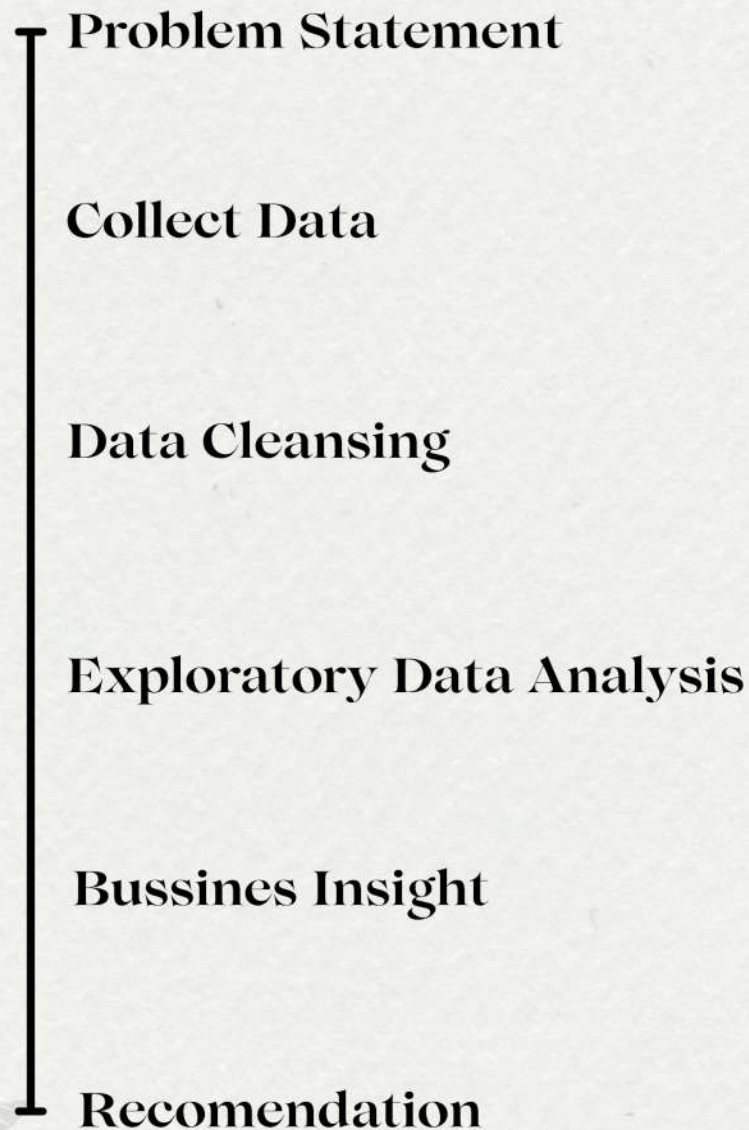 Problem Statement
Collect Data
Data Cleansing
Exploratory Data Analysis
Bussines Insight
Recomendation